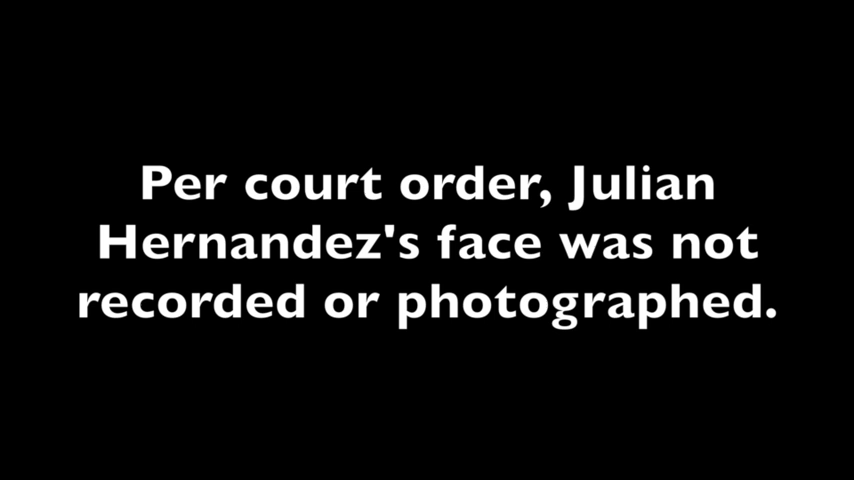 Per court order, Julian
Hernandez's face was not
recorded or photographed.